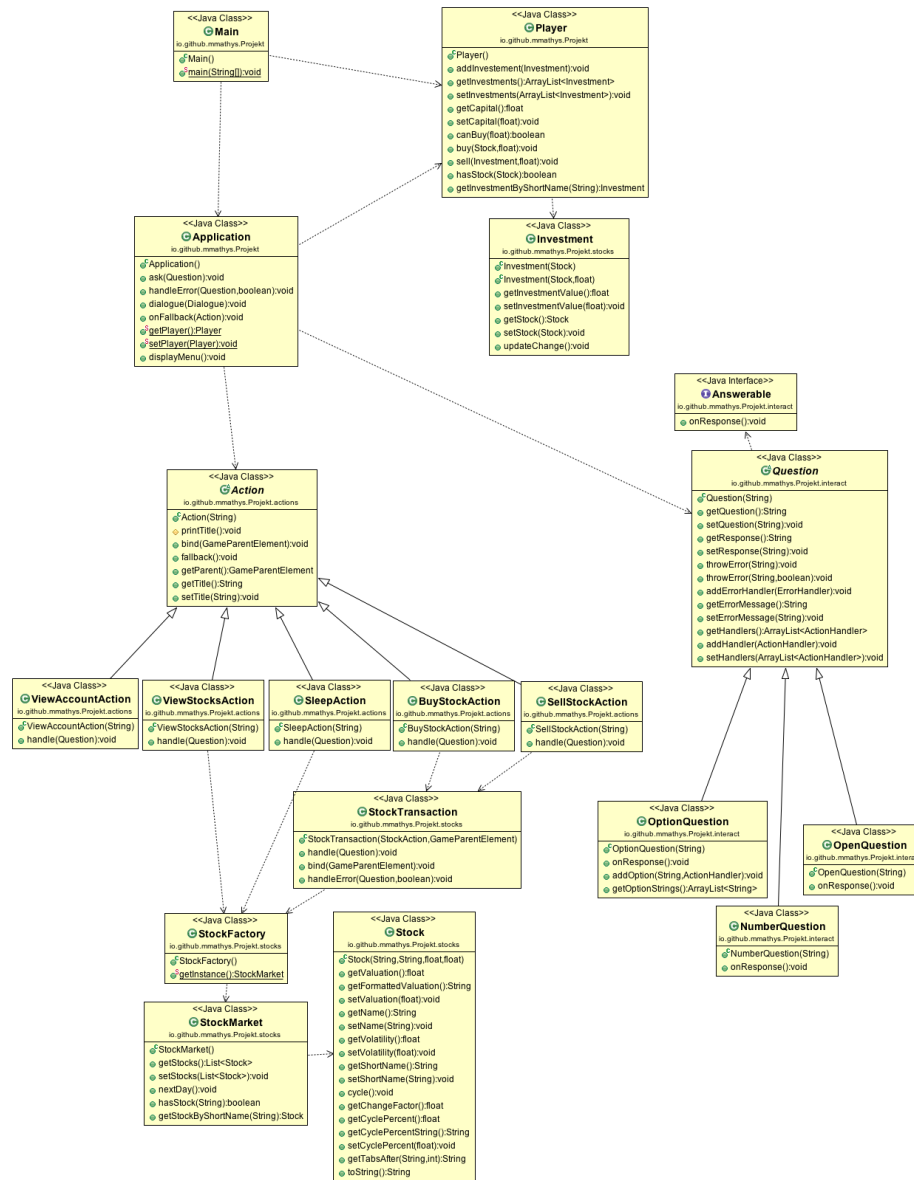 <<Java Class>>
Main
io.github.mmathys.Projekt
Main()
main(String[]):void
<<Java Class>>
Player
io.github.mmathys.Projekt
Player()
addInvestement(Investment):void
getInvestments():ArrayList<Investment>
setInvestments(ArrayList<Investment>):void
getCapital():float
setCapital(float):void
canBuy(float):boolean
buy(Stock,float):void
sell(Investment,float):void
hasStock(Stock):boolean
getInvestmentByShortName(String):Investment
<<Java Class>>
Application
io.github.mmathys.Projekt
Application()
ask(Question):void
handleError(Question,boolean):void
dialogue(Dialogue):void
onFallback(Action):void
getPlayer():Player
setPlayer(Player):void
displayMenu():void
<<Java Class>>
Investment
io.github.mmathys.Projekt.stocks
Investment(Stock)
Investment(Stock,float)
getInvestmentValue():float
setInvestmentValue(float):void
getStock():Stock
setStock(Stock):void
updateChange():void
<<Java Interface>>
Answerable
io.github.mmathys.Projekt.interact
onResponse():void
<<Java Class>>
Question
io.github.mmathys.Projekt.interact
Question(String)
getQuestion():String
setQuestion(String):void
getResponse():String
setResponse(String):void
throwError(String):void
throwError(String,boolean):void
addErrorHandler(ErrorHandler):void
getErrorMessage():String
setErrorMessage(String):void
getHandlers():ArrayList<ActionHandler>
addHandler(ActionHandler):void
setHandlers(ArrayList<ActionHandler>):void
<<Java Class>>
Action
io.github.mmathys.Projekt.actions
Action(String)
printTitle():void
bind(GameParentElement):void
fallback():void
getParent():GameParentElement
getTitle():String
setTitle(String):void
<<Java Class>>
ViewAccountAction
io.github.mmathys.Projekt.actions
ViewAccountAction(String)
handle(Question):void
<<Java Class>>
ViewStocksAction
io.github.mmathys.Projekt.actions
ViewStocksAction(String)
handle(Question):void
<<Java Class>>
SleepAction
io.github.mmathys.Projekt.actions
SleepAction(String)
handle(Question):void
<<Java Class>>
BuyStockAction
io.github.mmathys.Projekt.actions
BuyStockAction(String)
handle(Question):void
<<Java Class>>
SellStockAction
io.github.mmathys.Projekt.actions
SellStockAction(String)
handle(Question):void
<<Java Class>>
StockTransaction
io.github.mmathys.Projekt.stocks
StockTransaction(StockAction,GameParentElement)
handle(Question):void
bind(GameParentElement):void
handleError(Question,boolean):void
<<Java Class>>
OptionQuestion
io.github.mmathys.Projekt.interact
OptionQuestion(String)
onResponse():void
addOption(String,ActionHandler):void
getOptionStrings():ArrayList<String>
<<Java Class>>
OpenQuestion
io.github.mmathys.Projekt.intera
OpenQuestion(String)
onResponse():void
<<Java Class>>
NumberQuestion
io.github.mmathys.Projekt.interact
NumberQuestion(String)
onResponse():void
<<Java Class>>
StockFactory
io.github.mmathys.Projekt.stocks
StockFactory()
getInstance():StockMarket
<<Java Class>>
Stock
io.github.mmathys.Projekt.stocks
Stock(String,String,float,float)
getValuation():float
getFormattedValuation():String
setValuation(float):void
getName():String
setName(String):void
getVolatility():float
setVolatility(float):void
getShortName():String
setShortName(String):void
cycle():void
getChangeFactor():float
getCyclePercent():float
getCyclePercentString():String
setCyclePercent(float):void
getTabsAfter(String,int):String
toString():String
<<Java Class>>
StockMarket
io.github.mmathys.Projekt.stocks
StockMarket()
getStocks():List<Stock>
setStocks(List<Stock>):void
nextDay():void
hasStock(String):boolean
getStockByShortName(String):Stock